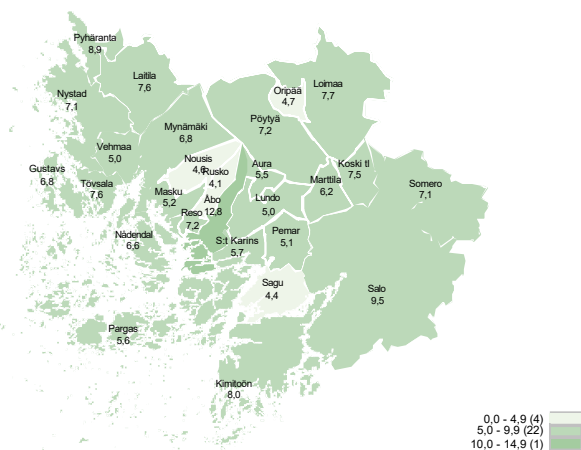 Pyhäranta
8,9
Laitila
7,6
Loimaa
7,7
Oripää
4,7
Nystad
7,1
Pöytyä
7,2
Mynämäki
6,8
Vehmaa
5,0
Nousis
4,6
Rusko
4,1
Aura
5,5
Koski tl
7,5
Gustavs
6,8
Marttila
6,2
Somero
7,1
Tövsala
7,6
Masku
5,2
Lundo
5,0
Åbo
12,8
Reso
7,2
Pemar
5,1
Nådendal
6,6
S:t Karins
5,7
Sagu
4,4
Salo
9,5
Pargas
5,6
Kimitoön
8,0
0,0 - 4,9 (4)
5,0 - 9,9 (22)
10,0 - 14,9 (1)